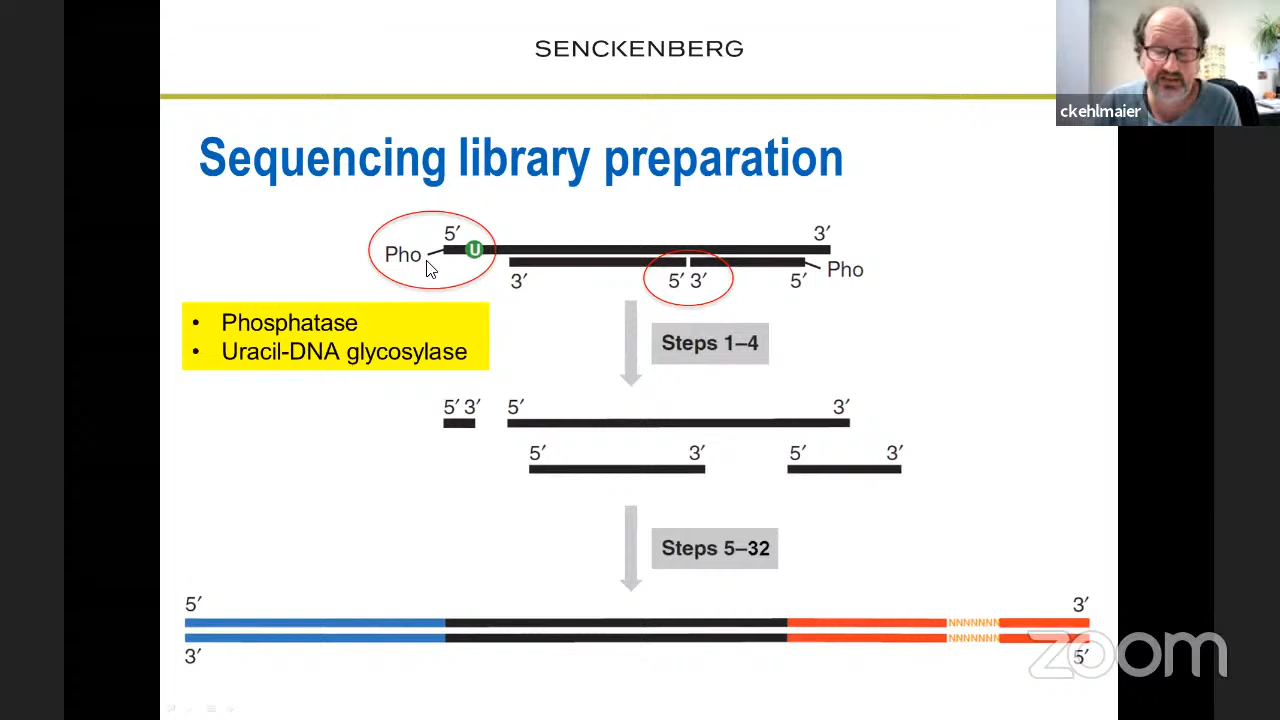 SENCKENBERG
ckehlmaier
Sequencing library preparation
5′ 3′
Pho U
Pho
3′ 5′ 3′ 5′
• Phosphatase
• Uracil-DNA glycosylase
Steps 1–4
5′ 3′ 5′ 3′
5′ 3′ 5′ 3′
Steps 5–32
5′ 3′
NNNNNNN
NNNNNNN
3′ 5′
zoom